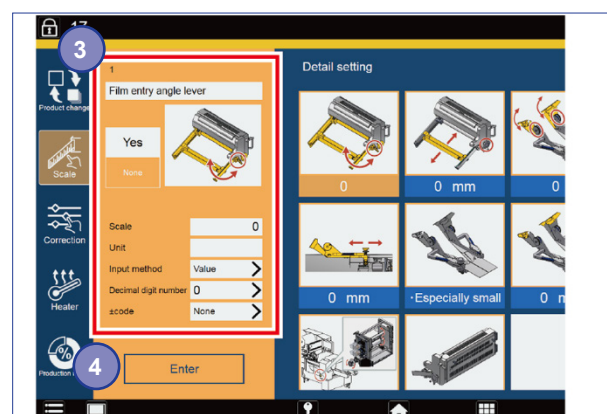 17
3
Product change
Scale
Correction
Heater
Production
4
1
Film entry angle lever
Yes
None
Scale 0
Unit
Input method Value
Decimal digit number 0
±code None
Enter
Detail setting
0
0 mm
0
0 mm
·Especially small
0